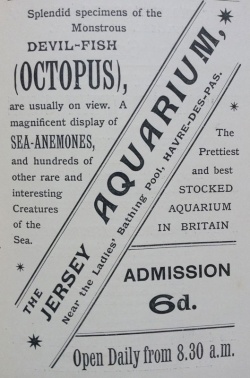 Splendid specimens of the
Monstrous
DEVIL-FISH
(OCTOPUS),
are usually on view. A
magnificent display of
SEA-ANEMONES,
and hundreds of
other rare and
interesting
Creatures
of the
Sea.
THE
JERSEY AQUARIUM,
Near the Ladies' Bathing Pool, HAVRE-DES-PAS.
The
Prettiest
and best
STOCKED
AQUARIUM
IN BRITAIN
ADMISSION
6d.
Open Daily from 8.30 a.m.